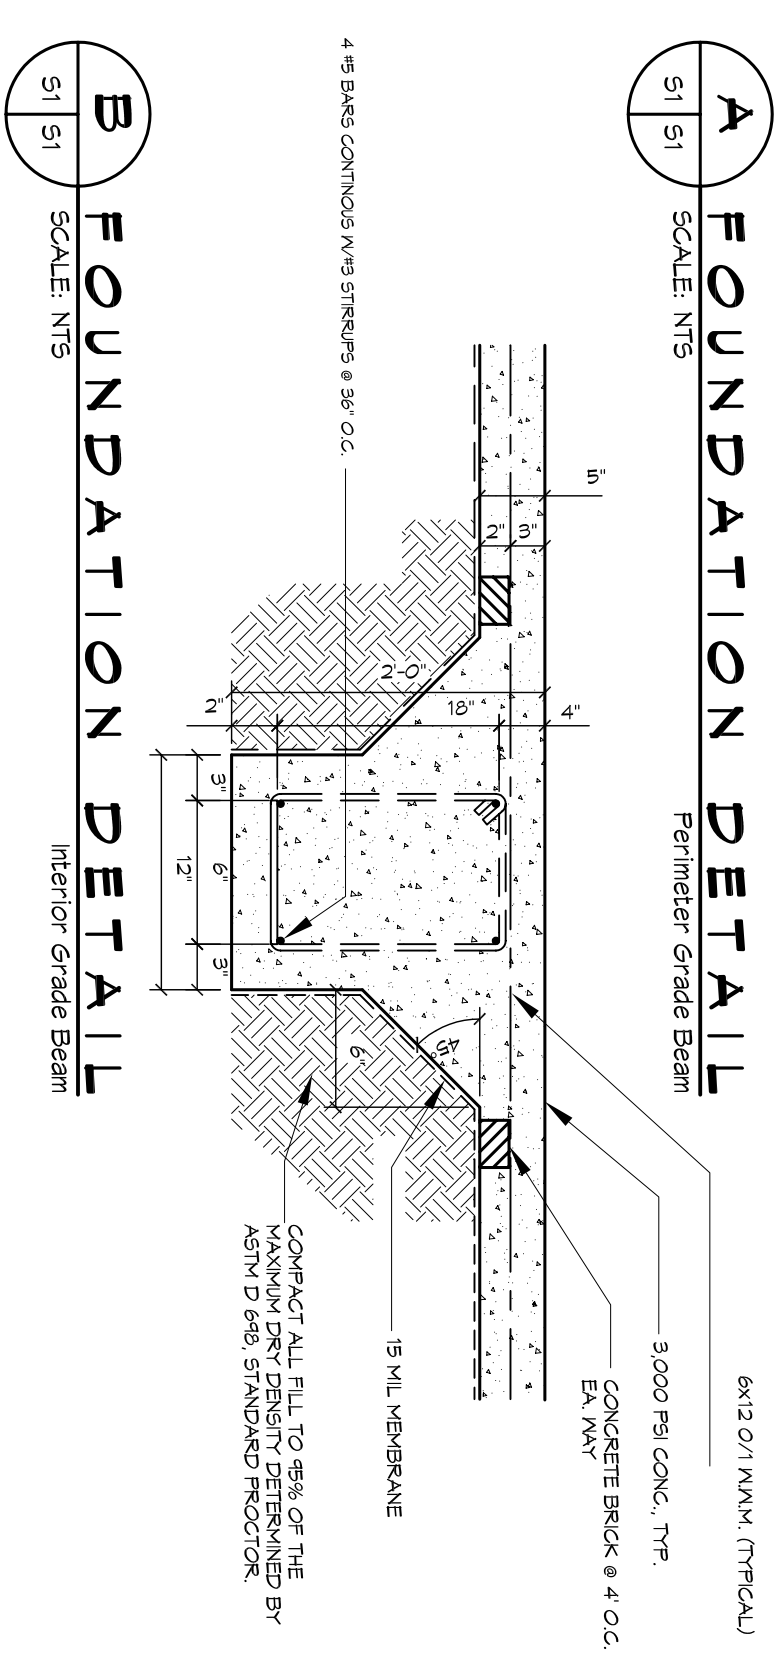 A
S1 S1
FOUNDATION DETAIL
SCALE: NTS
Perimeter Grade Beam
6x12 0/1 W.W.M. (TYPICAL)
3,000 PSI CONC., TYP.
CONCRETE BRICK @ 4' O.C.
EA. WAY
5"
2" 3"
2'-0"
2" 18" 4"
3" 6" 3"
12"
45°
6"
15 MIL MEMBRANE
4 #5 BARS CONTINOUS W/#3 STIRRUPS @ 36" O.C.
COMPACT ALL FILL TO 95% OF THE
MAXIMUM DRY DENSITY DETERMINED BY
ASTM D 698, STANDARD PROCTOR.
B
S1 S1
FOUNDATION DETAIL
SCALE: NTS
Interior Grade Beam